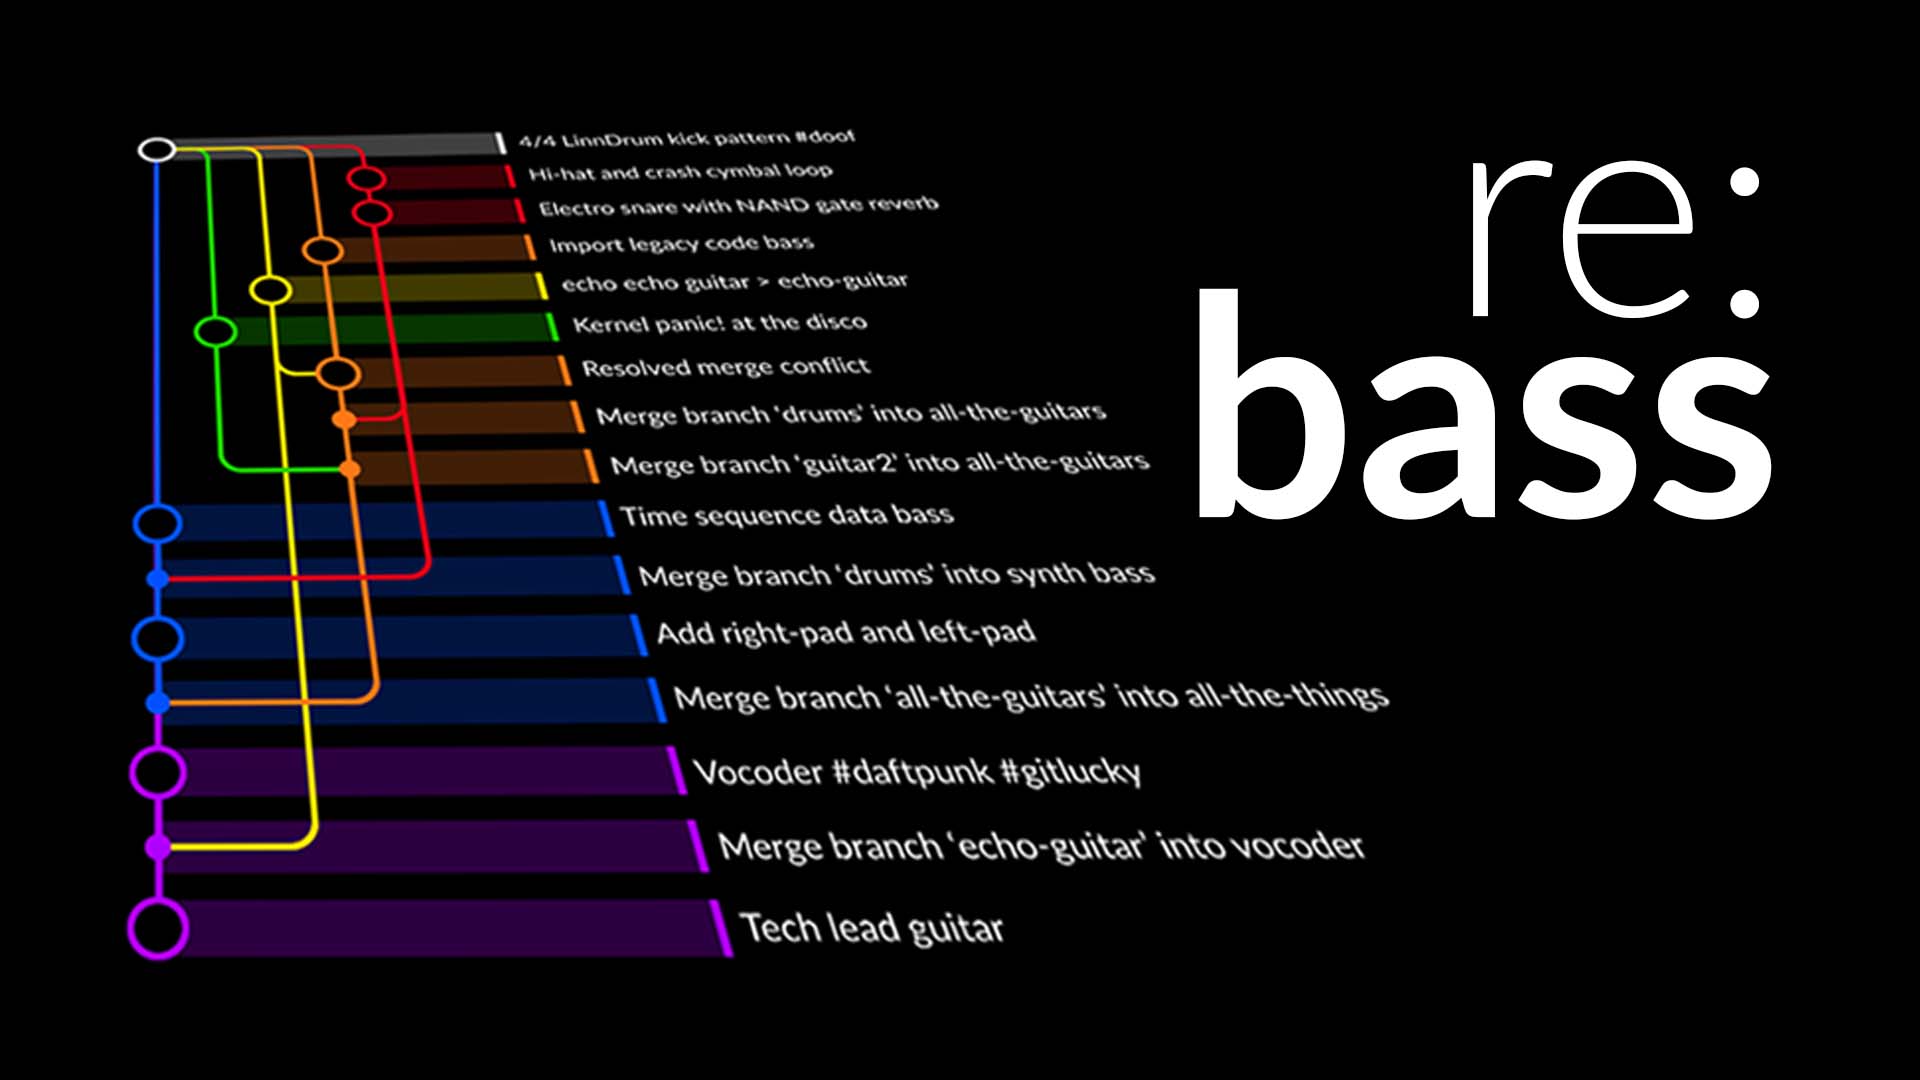 4/4 LinnDrum kick pattern #doof
Hi-hat and crash cymbal loop
Electro snare with NAND gate reverb
Import legacy code bass
echo echo guitar > echo-guitar
Kernel panic! at the disco
Resolved merge conflict
Merge branch ‘drums’ into all-the-guitars
Merge branch ‘guitar2’ into all-the-guitars
Time sequence data bass
Merge branch ‘drums’ into synth bass
Add right-pad and left-pad
Merge branch ‘all-the-guitars’ into all-the-things
Vocoder #daftpunk #gitlucky
Merge branch ‘echo-guitar’ into vocoder
Tech lead guitar
re:
bass